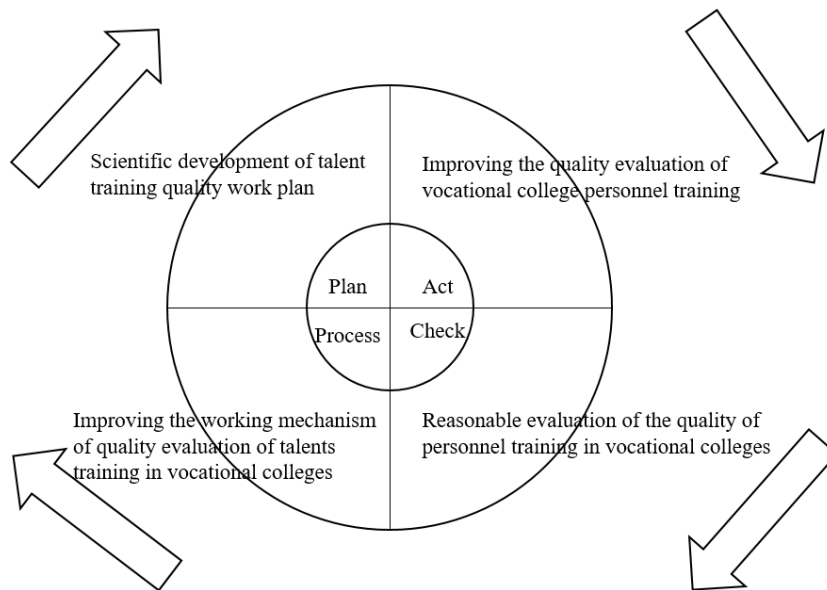 Scientific development of talent
training quality work plan
Improving the quality evaluation of
vocational college personnel training
Plan
Act
Process
Check
Improving the working mechanism
of quality evaluation of talents
training in vocational colleges
Reasonable evaluation of the quality of
personnel training in vocational colleges